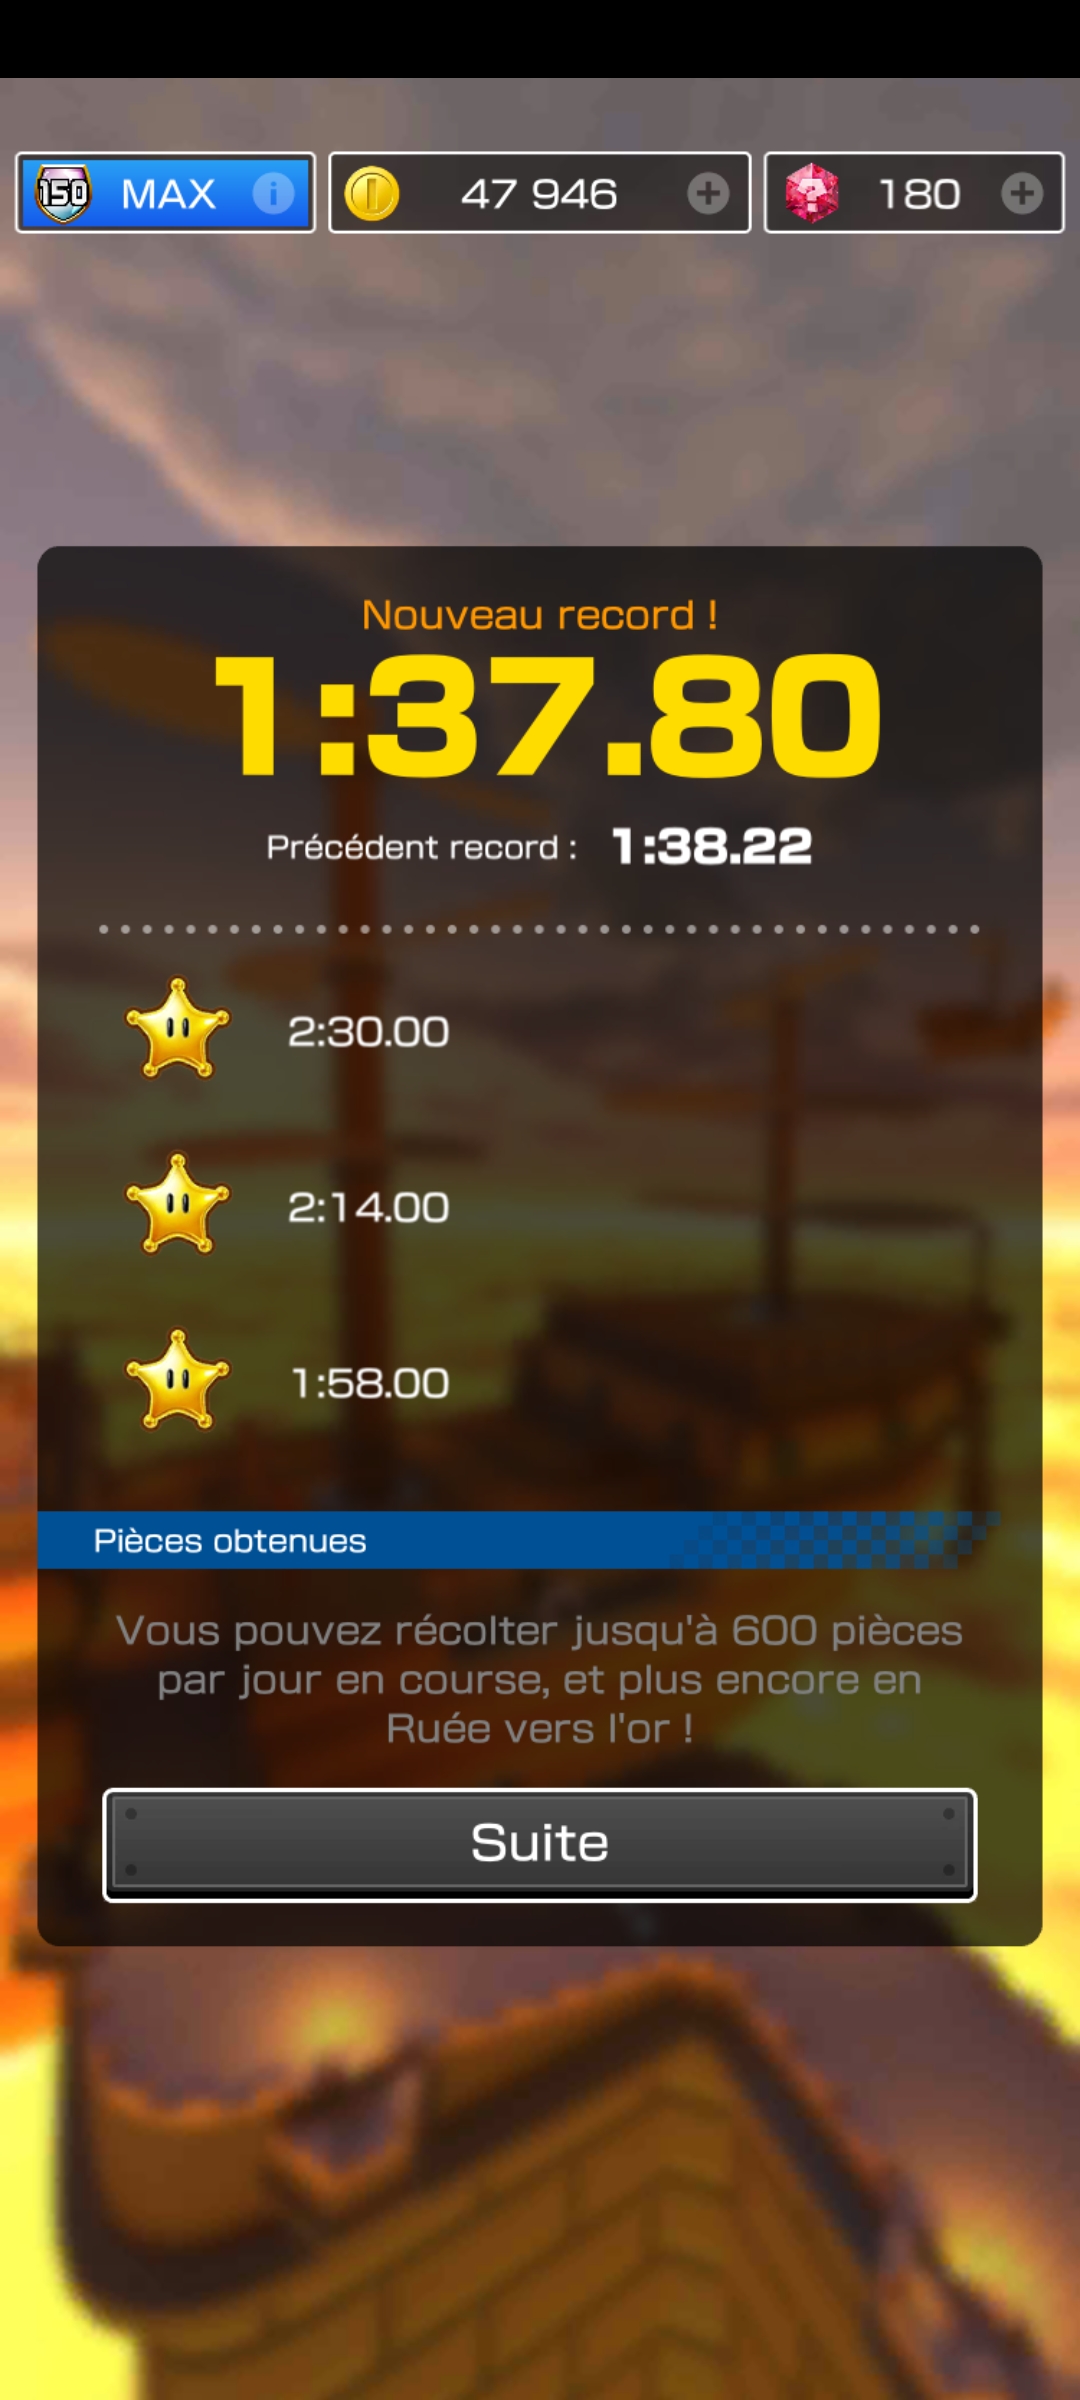 150 MAX i 47 946 + ? 180 +
Nouveau record !
1:37.80
Précédent record : 1:38.22
2:30.00
2:14.00
1:58.00
Pièces obtenues
Vous pouvez récolter jusqu'à 600 pièces
par jour en course, et plus encore en
Ruée vers l'or !
Suite